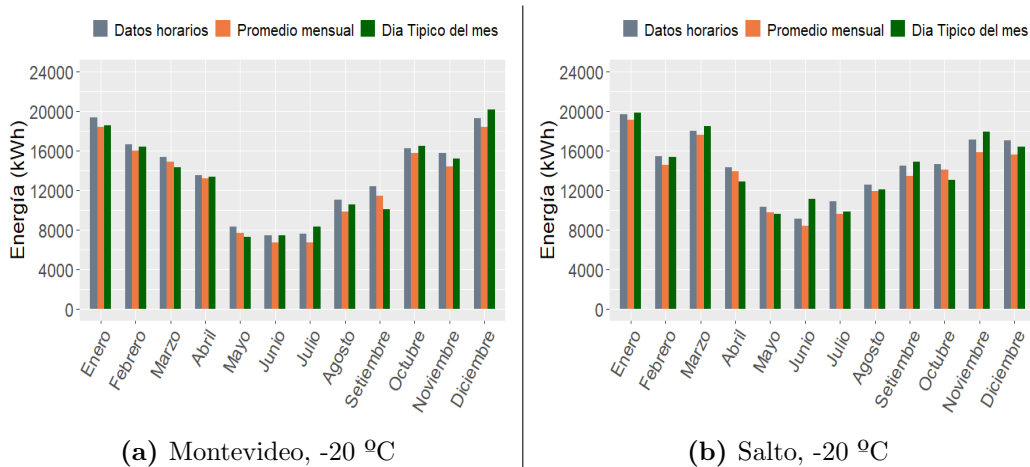 Datos horarios Promedio mensual Dia Tipico del mes
Energía (kWh)
24000
20000
16000
12000
8000
4000
0
Enero
Febrero
Marzo
Abril
Mayo
Junio
Julio
Agosto
Setiembre
Octubre
Noviembre
Diciembre
(a) Montevideo, -20 ºC
Datos horarios Promedio mensual Dia Tipico del mes
Energía (kWh)
24000
20000
16000
12000
8000
4000
0
Enero
Febrero
Marzo
Abril
Mayo
Junio
Julio
Agosto
Setiembre
Octubre
Noviembre
Diciembre
(b) Salto, -20 ºC